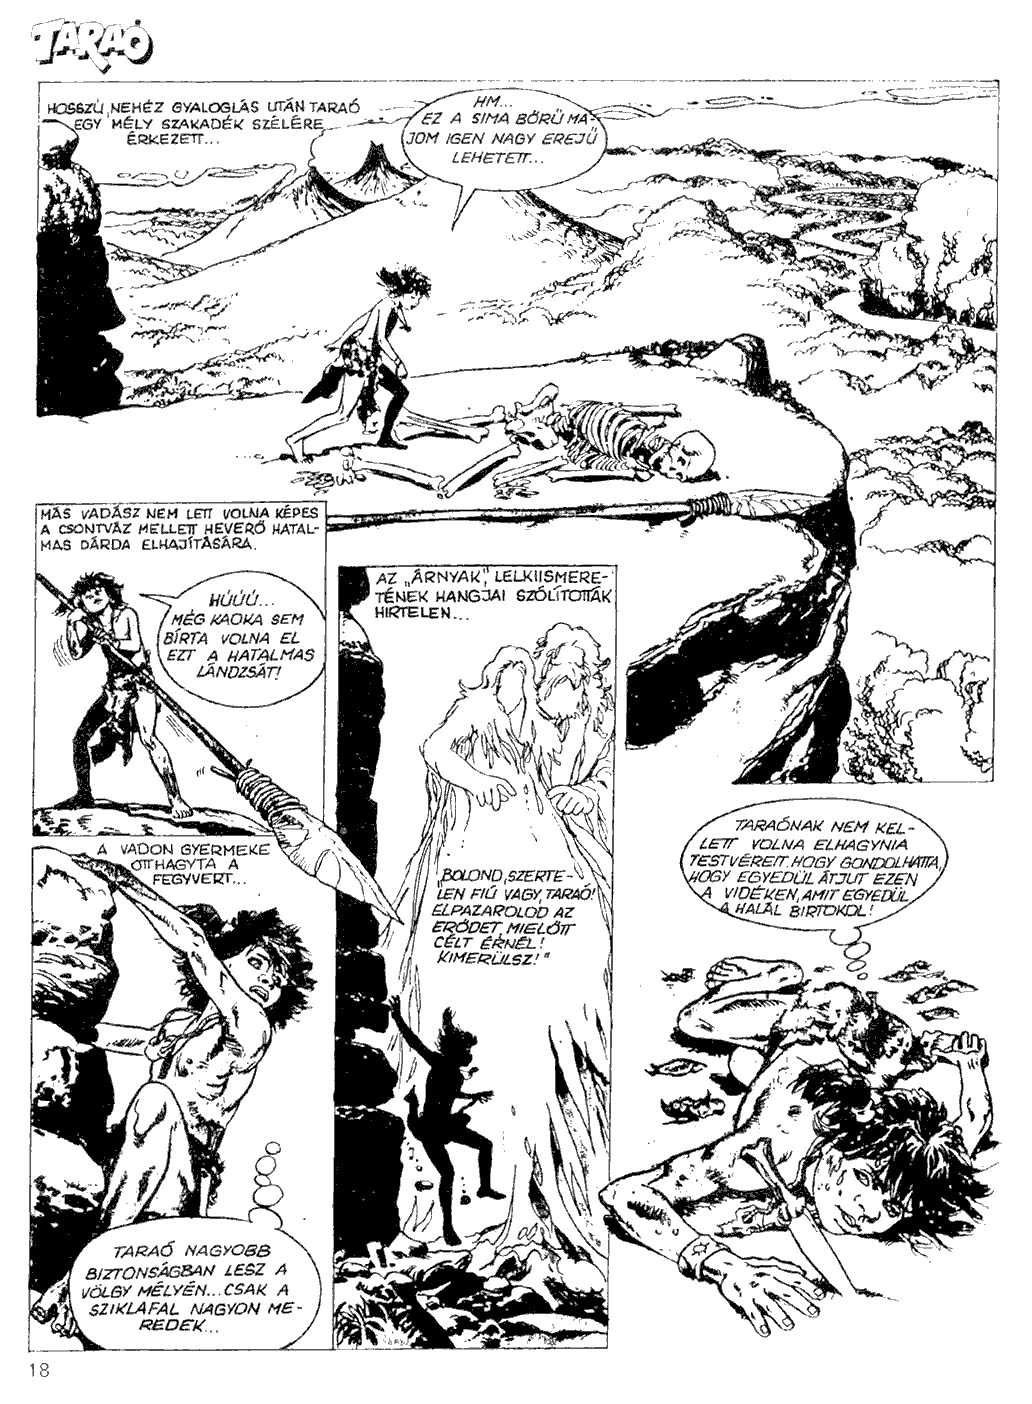 TARAÓ
HOSSZÚ, NEHÉZ GYALOGLÁS UTÁN TARAÓ
EGY MÉLY SZAKADÉK SZÉLÉRE
ÉRKEZETT...
HM...
EZ A SIMA BŐRŰ MA-
JOM IGEN NAGY EREJŰ
LEHETETT...
MÁS VADÁSZ NEM LETT VOLNA KÉPES
A CSONTVÁZ MELLETT HEVERŐ HATAL-
MAS DÁRDA ELHAJÍTÁSÁRA.
HÚÚÚ...
MÉG KAOKA SEM
BÍRTA VOLNA EL
EZT A HATALMAS
LÁNDZSÁT!
AZ „ÁRNYAK", LELKIISMERE-
TÉNEK HANGJAI SZÓLÍTOTTÁK
HIRTELEN...
„BOLOND, SZERTE-
LEN FIÚ VAGY, TARAÓ!
ELPAZAROLOD AZ
ERŐDET, MIELŐTT
CÉLT ÉRNÉL!
KIMERÜLSZ!"
A VADON GYERMEKE
OTTHAGYTA A
FEGYVERT...
TARAÓ NAGYOBB
BIZTONSÁGBAN LESZ A
VÖLGY MÉLYÉN... CSAK A
SZIKLAFAL NAGYON ME-
REDEK...
TARAÓNAK NEM KEL-
LETT VOLNA ELHAGYNIA
TESTVÉREIT. HOGY GONDOLHATTA,
HOGY EGYEDÜL ÁTJUT EZEN
A VIDÉKEN, AMIT EGYEDÜL
A HALÁL BIRTOKOL!
18